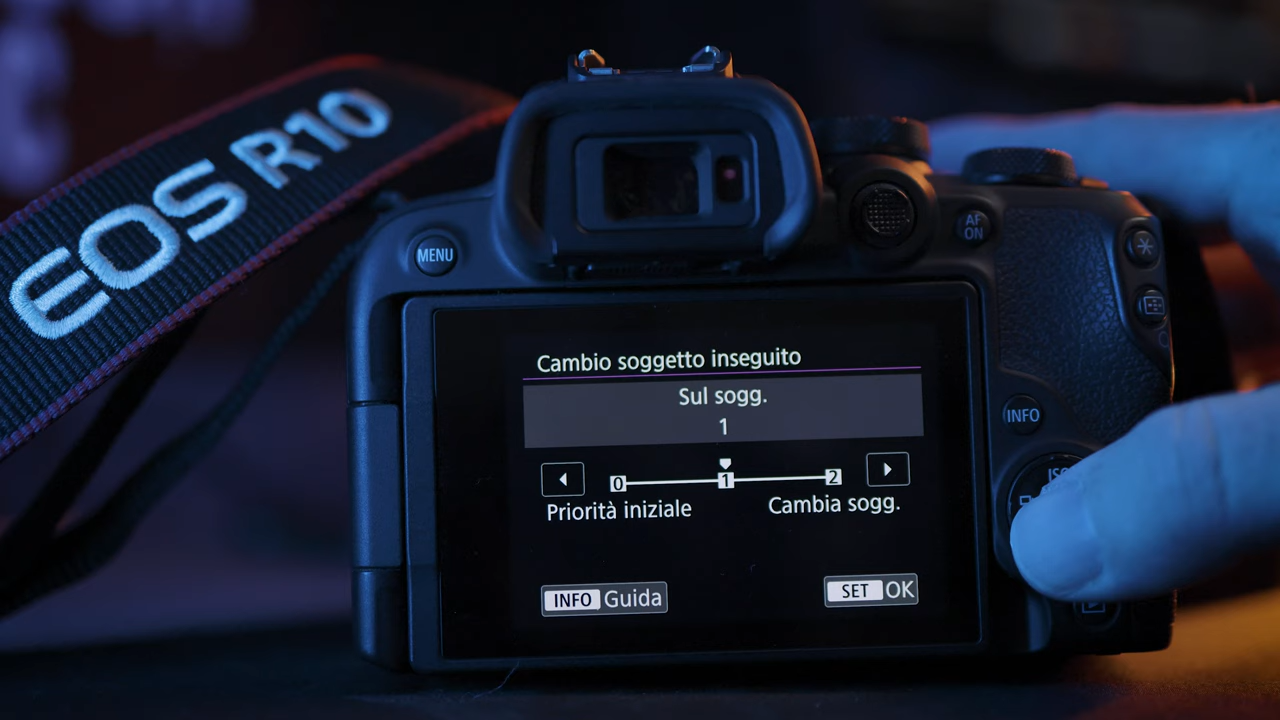 EOS R10
MENU
AF
ON
Cambio soggetto inseguito
Sul sogg.
1
0 1 2
Priorità iniziale Cambia sogg.
INFO Guida
SET OK
INFO